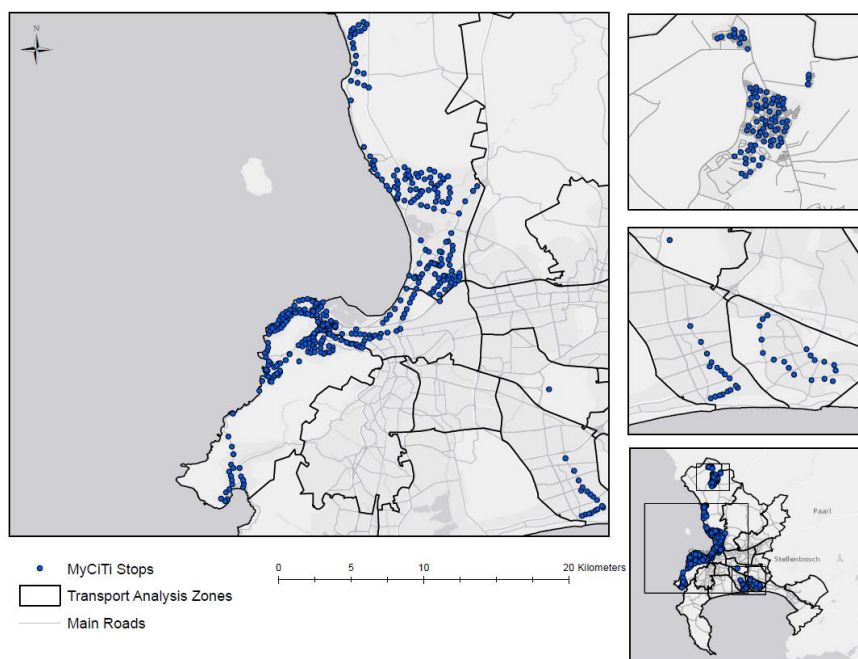 N
Paarl
Stellenbosch
MyCiTi Stops
Transport Analysis Zones
Main Roads
0 5 10 20 Kilometers